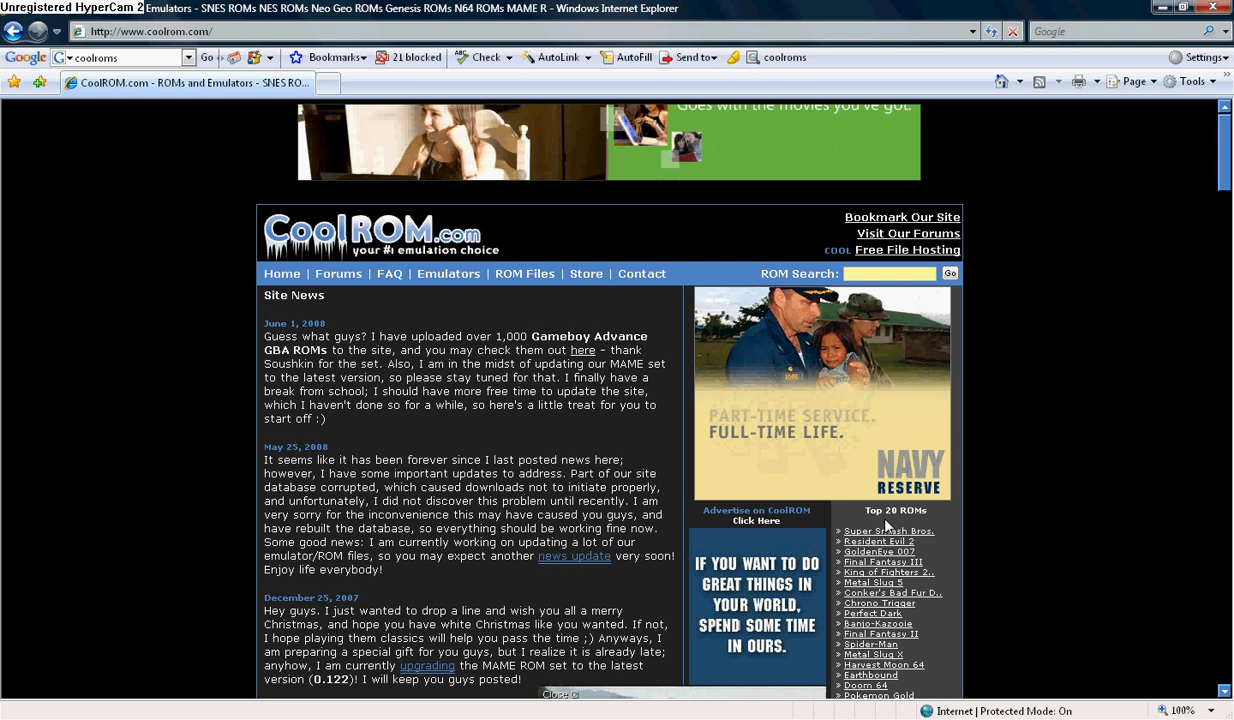 Unregistered HyperCam 2
Emulators - SNES ROMs NES ROMs Neo Geo ROMs Genesis ROMs N64 ROMs MAME R - Windows Internet Explorer
http://www.coolrom.com/
Google
Google
coolroms
Go
Bookmarks
21 blocked
Check
AutoLink
AutoFill
Send to
coolroms
Settings
CoolROM.com - ROMs and Emulators - SNES RO...
Page
Tools
Goes with the movies you've got.
CoolROM.com
your #1 emulation choice
Bookmark Our Site
Visit Our Forums
COOL Free File Hosting
Home | Forums | FAQ | Emulators | ROM Files | Store | Contact
ROM Search:
Go
Site News
June 1, 2008
Guess what guys? I have uploaded over 1,000 Gameboy Advance
GBA ROMs to the site, and you may check them out here - thank
Soushkin for the set. Also, I am in the midst of updating our MAME set
to the latest version, so please stay tuned for that. I finally have a
break from school; I should have more free time to update the site,
which I haven't done so for a while, so here's a little treat for you to
start off :)
May 25, 2008
It seems like it has been forever since I last posted news here;
however, I have some important updates to address. Part of our site
database corrupted, which caused downloads not to initiate properly,
and unfortunately, I did not discover this problem until recently. I am
very sorry for the inconvenience this may have caused you guys, and
have rebuilt the database, so everything should be working fine now.
Some good news: I am currently working on updating a lot of our
emulator/ROM files, so you may expect another news update very soon!
Enjoy life everybody!
December 25, 2007
Hey guys. I just wanted to drop a line and wish you all a merry
Christmas, and hope you have white Christmas like you wanted. If not,
I hope playing them classics will help you pass the time ;) Anyways, I
am preparing a special gift for you guys, but I realize it is already late;
anyhow, I am currently upgrading the MAME ROM set to the latest
version (0.122)! I will keep you guys posted!
PART-TIME SERVICE.
FULL-TIME LIFE.
NAVY
RESERVE
Advertise on CoolROM
Click Here
IF YOU WANT TO DO
GREAT THINGS IN
YOUR WORLD,
SPEND SOME TIME
IN OURS.
Top 20 ROMs
» Super Smash Bros.
» Resident Evil 2
» GoldenEye 007
» Final Fantasy III
» King of Fighters 2..
» Metal Slug 5
» Conker's Bad Fur D..
» Chrono Trigger
» Perfect Dark
» Banjo-Kazooie
» Final Fantasy II
» Spider-Man
» Metal Slug X
» Harvest Moon 64
» Earthbound
» Doom 64
» Pokemon Gold
Close
Internet | Protected Mode: On
100%